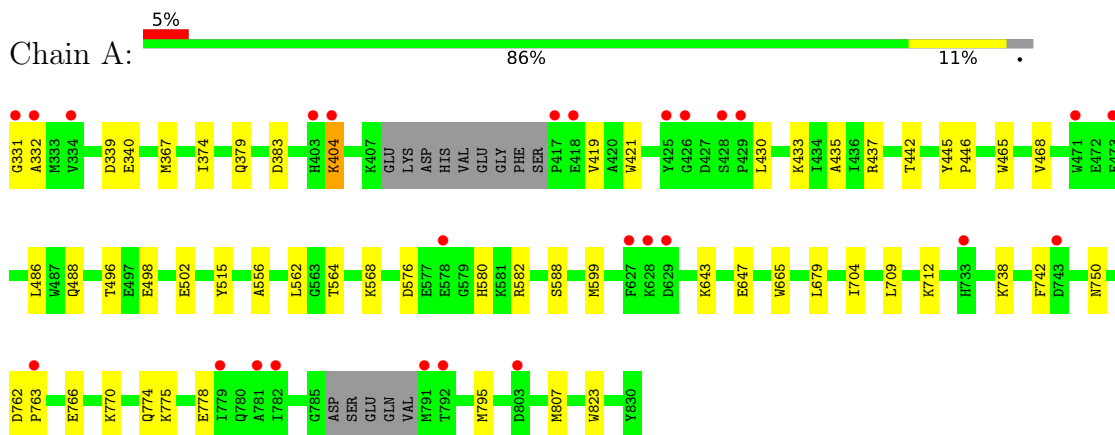 5%
Chain A:
86% 11% •
G331 A332 M333 V334 D339 E340 M367 I374 Q379 D383 H403 K404 K407 GLU LYS ASP HIS VAL GLU GLY PHE SER P417 E418 V419 A420 W421 Y425 G426 D427 S428 P429 L430 K433 I434 A435 I436 R437 T442 Y445 P446 W465 V468 W471 E472 E473
L486 W487 Q488 T496 E497 E498 E502 Y515 A556 L562 G563 T564 K568 D576 E577 E578 G579 H580 K581 R582 S588 M599 F627 K628 D629 K643 E647 W665 L679 I704 L709 K712 H733 K738 F742 D743 N750
D762 P763 E766 K770 Q774 K775 E778 I779 Q780 A781 I782 G785 ASP SER GLU GLN VAL M791 T792 M795 D803 M807 W823 Y830